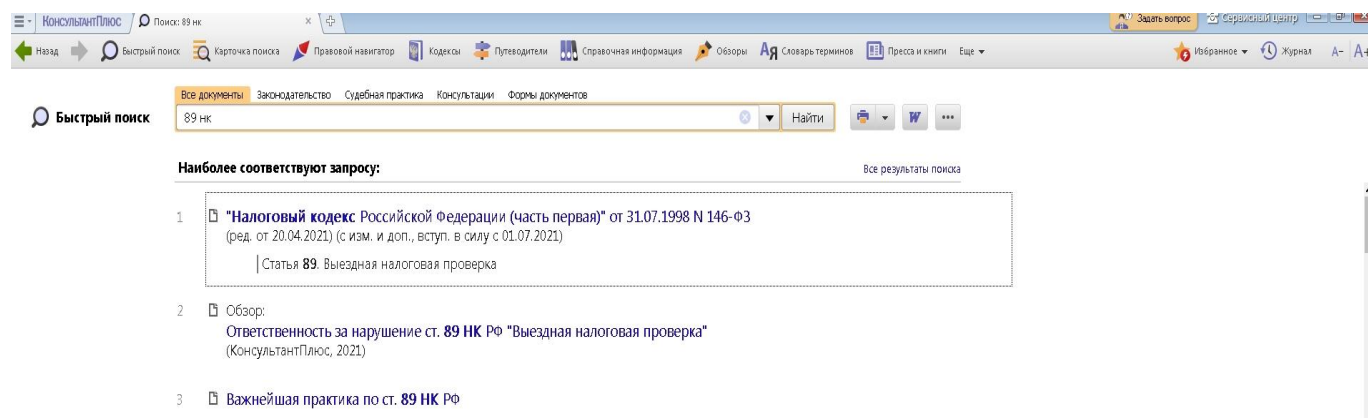 КонсультантПлюс Поиск: 89 нк Задать вопрос Сервисный центр
Назад Быстрый поиск Карточка поиска Правовой навигатор Кодексы Путеводители Справочная информация Обзоры Словарь терминов Пресса и книги Еще Избранное Журнал А- А+
Все документы Законодательство Судебная практика Консультации Формы документов
Быстрый поиск 89 нк Найти W
Наиболее соответствуют запросу: Все результаты поиска
1 "Налоговый кодекс Российской Федерации (часть первая)" от 31.07.1998 N 146-ФЗ
(ред. от 20.04.2021) (с изм. и доп., вступ. в силу с 01.07.2021)
Статья 89. Выездная налоговая проверка
2 Обзор:
Ответственность за нарушение ст. 89 НК РФ "Выездная налоговая проверка"
(КонсультантПлюс, 2021)
3 Важнейшая практика по ст. 89 НК РФ